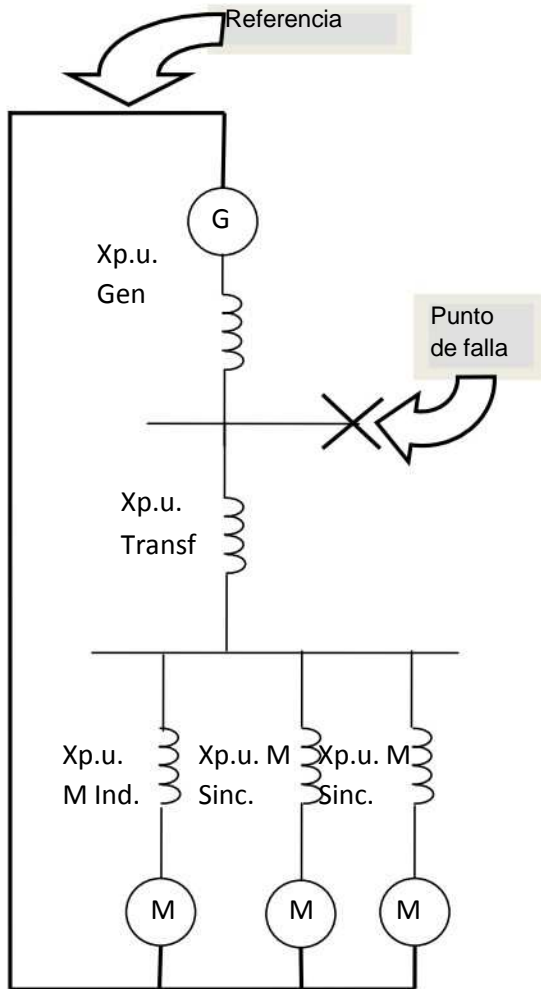 Referencia
G
Xp.u.
Gen
Punto
de falla
Xp.u.
Transf
Xp.u.
M Ind.
Xp.u. M
Sinc.
Xp.u. M
Sinc.
M
M
M